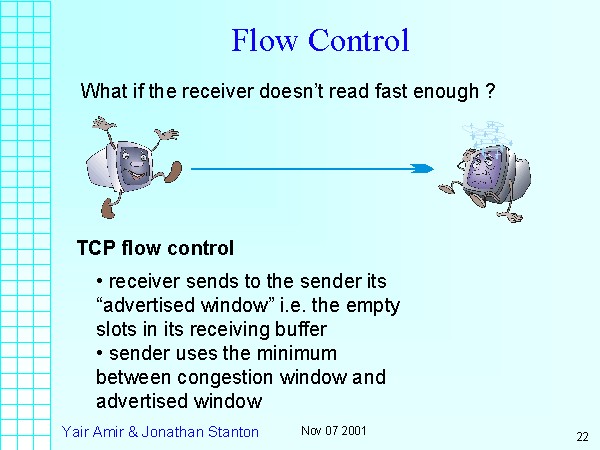 Flow Control
What if the receiver doesn’t read fast enough ?
TCP flow control
• receiver sends to the sender its
“advertised window” i.e. the empty
slots in its receiving buffer
• sender uses the minimum
between congestion window and
advertised window
Yair Amir & Jonathan Stanton
Nov 07 2001
22